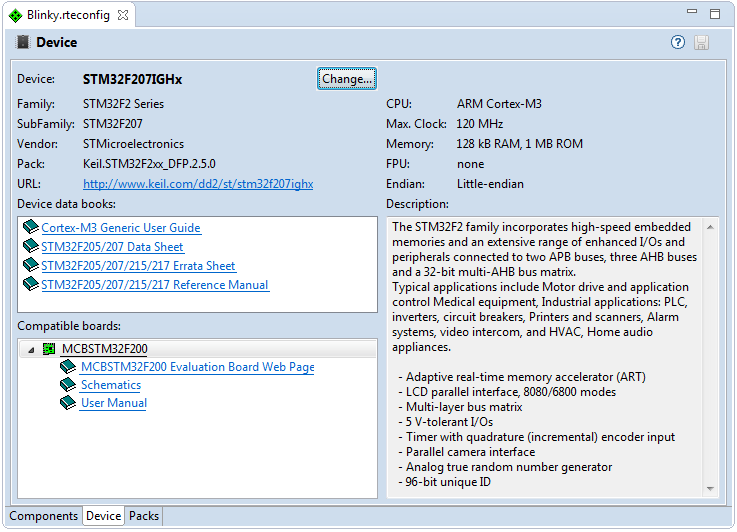 Blinky.rteconfig
Device
Device: STM32F207IGHx Change...
Family: STM32F2 Series
SubFamily: STM32F207
Vendor: STMicroelectronics
Pack: Keil.STM32F2xx_DFP.2.5.0
URL: http://www.keil.com/dd2/st/stm32f207ighx
CPU: ARM Cortex-M3
Max. Clock: 120 MHz
Memory: 128 kB RAM, 1 MB ROM
FPU: none
Endian: Little-endian
Device data books:
Cortex-M3 Generic User Guide
STM32F205/207 Data Sheet
STM32F205/207/215/217 Errata Sheet
STM32F205/207/215/217 Reference Manual
Compatible boards:
MCBSTM32F200
MCBSTM32F200 Evaluation Board Web Page
Schematics
User Manual
Description:
The STM32F2 family incorporates high-speed embedded
memories and an extensive range of enhanced I/Os and
peripherals connected to two APB buses, three AHB buses
and a 32-bit multi-AHB bus matrix.
Typical applications include Motor drive and application
control Medical equipment, Industrial applications: PLC,
inverters, circuit breakers, Printers and scanners, Alarm
systems, video intercom, and HVAC, Home audio
appliances.
- Adaptive real-time memory accelerator (ART)
- LCD parallel interface, 8080/6800 modes
- Multi-layer bus matrix
- 5 V-tolerant I/Os
- Timer with quadrature (incremental) encoder input
- Parallel camera interface
- Analog true random number generator
- 96-bit unique ID
Components Device Packs